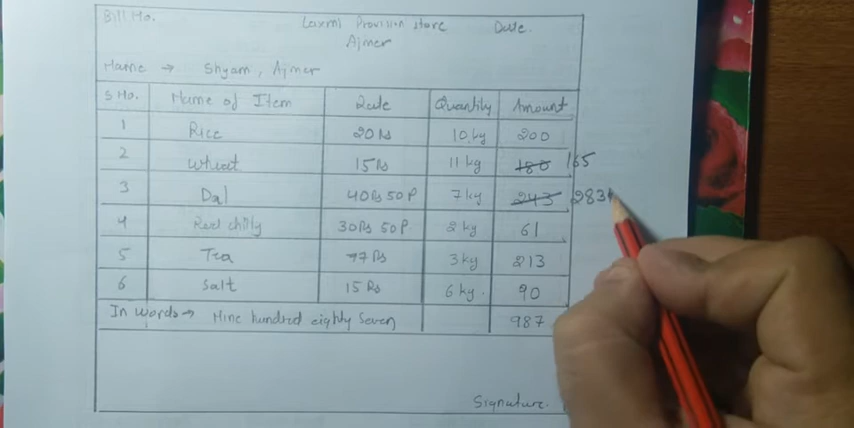 Bill No. Laxmi Provision store Date.
Ajmer
Name → Shyam, Ajmer
S No. Name of Item Rate Quantity Amount
1 Rice 20 Rs 10 kg 200
2 Wheat 15 Rs 11 kg 180 165
3 Dal 40 Rs 50 P 7 kg 243 283
4 Red chilly 30 Rs 50 P. 2 kg 61
5 Tea 77 Rs 3 kg 213
6 Salt 15 Rs 6 kg. 90
In words → Nine hundred eighty Seven 987
Signature.